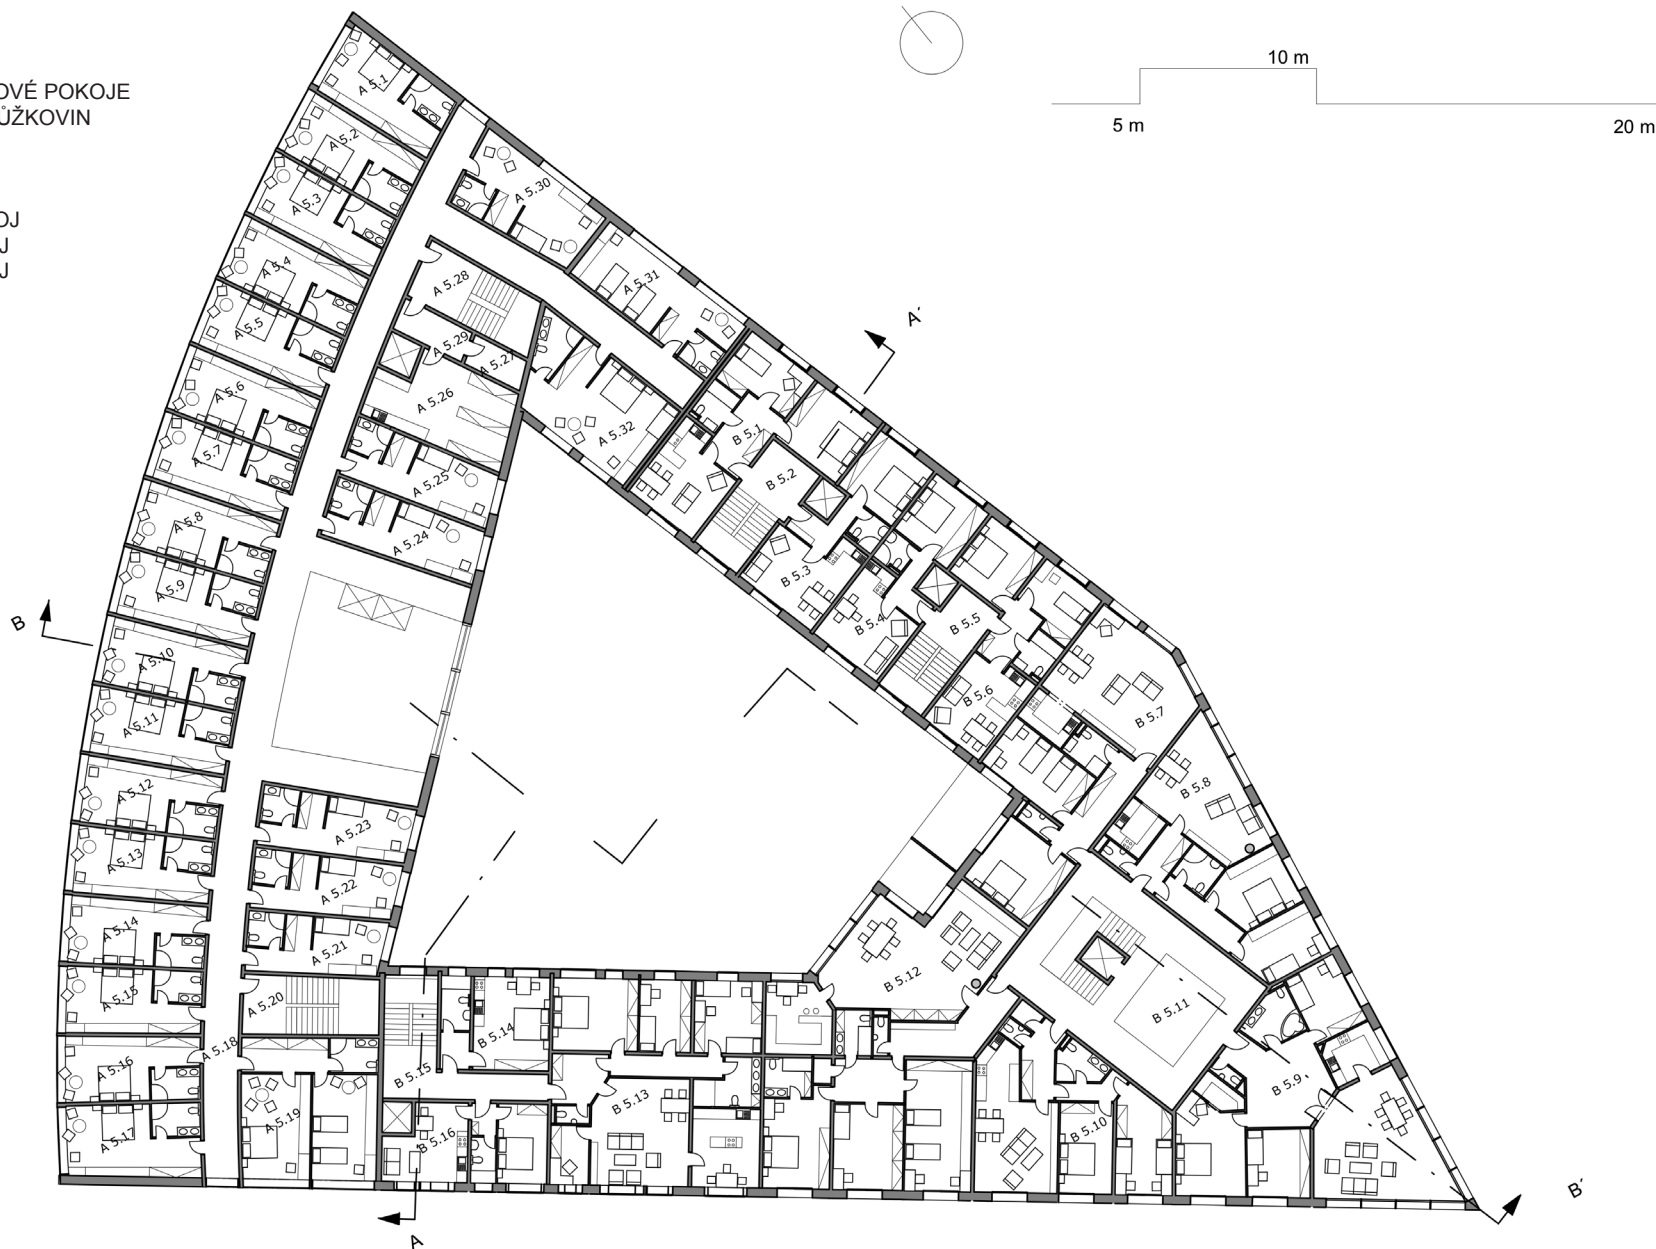 OVÉ POKOJE
ŮŽKOVIN
OJ
J
J
10 m
5 m
20 m
A 5.1
A 5.2
A 5.3
A 5.4
A 5.5
A 5.6
A 5.7
A 5.8
A 5.9
A 5.10
A 5.11
A 5.12
A 5.13
A 5.14
A 5.15
A 5.16
A 5.17
A 5.18
A 5.19
A 5.20
A 5.21
A 5.22
A 5.23
A 5.24
A 5.25
A 5.26
A 5.27
A 5.28
A 5.29
A 5.30
A 5.31
A 5.32
B 5.1
B 5.2
B 5.3
B 5.4
B 5.5
B 5.6
B 5.7
B 5.8
B 5.9
B 5.10
B 5.11
B 5.12
B 5.13
B 5.14
B 5.15
B 5.16
A´
B
A
B´